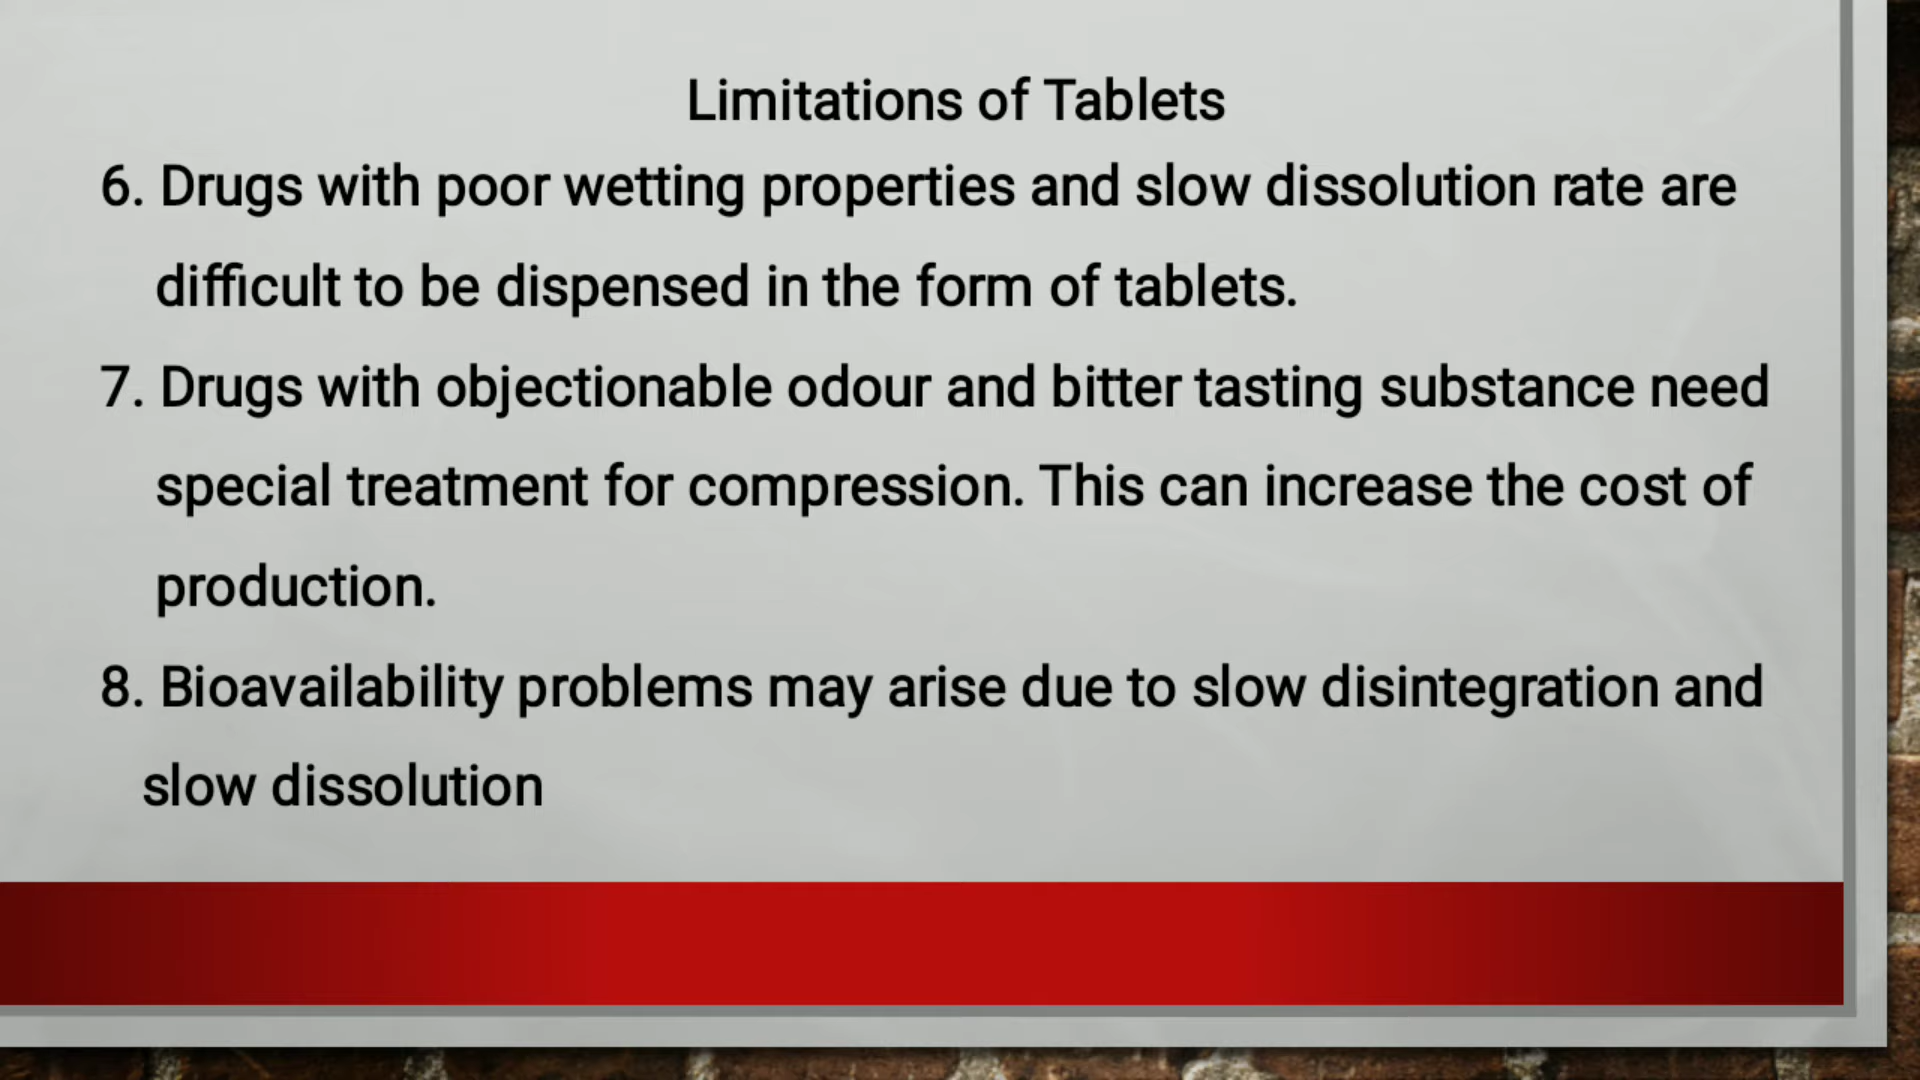 Limitations of Tablets
6. Drugs with poor wetting properties and slow dissolution rate are
difficult to be dispensed in the form of tablets.
7. Drugs with objectionable odour and bitter tasting substance need
special treatment for compression. This can increase the cost of
production.
8. Bioavailability problems may arise due to slow disintegration and
slow dissolution